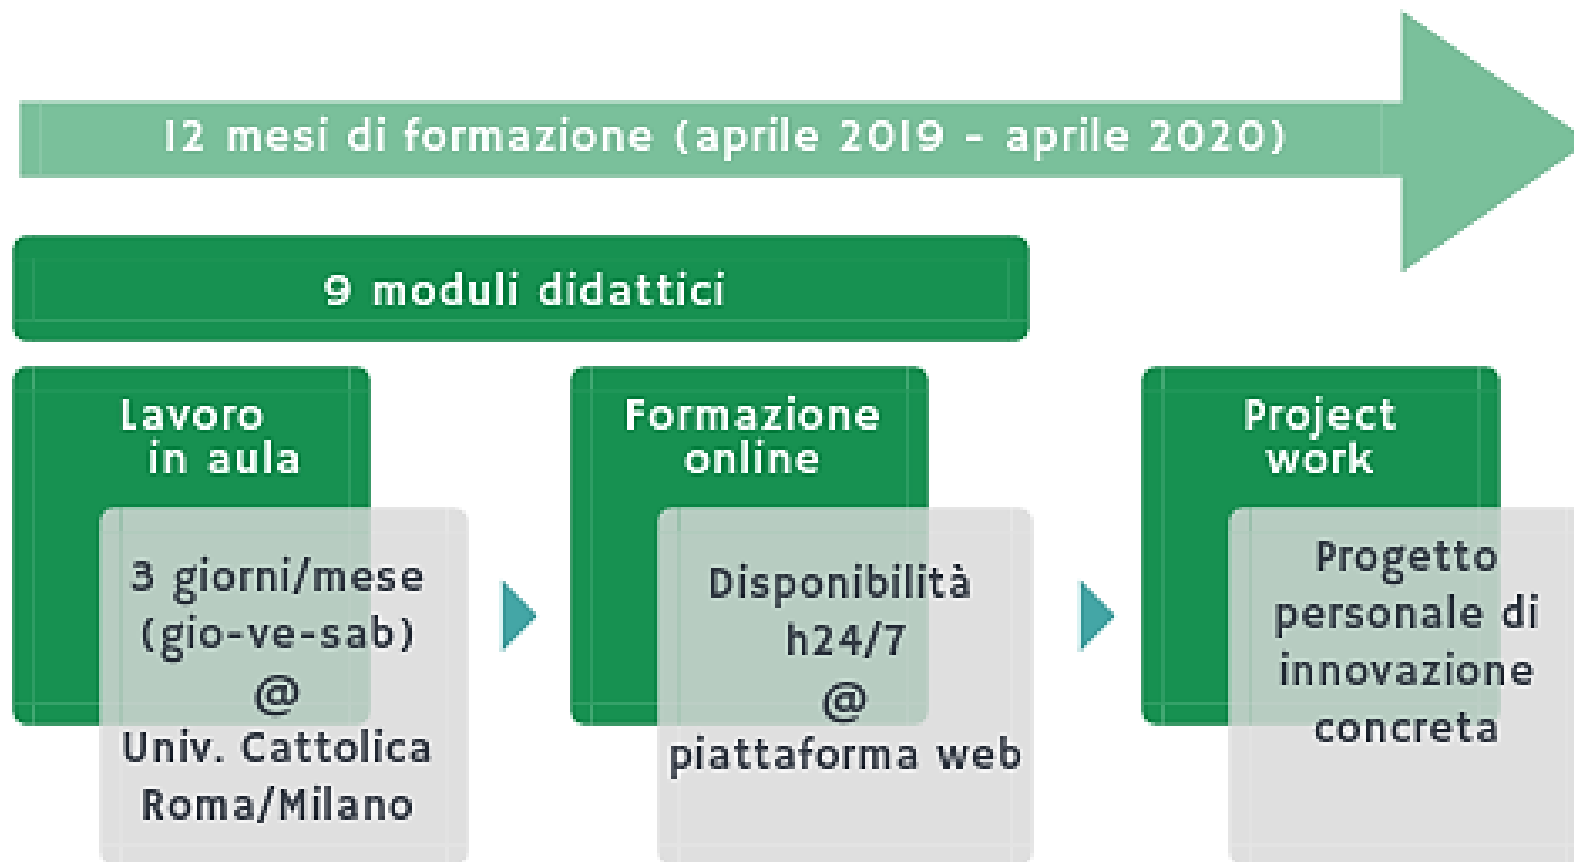 12 mesi di formazione (aprile 2019 - aprile 2020)
9 moduli didattici
Lavoro
in aula
3 giorni/mese
(gio-ve-sab)
@
Univ. Cattolica
Roma/Milano
Formazione
online
Disponibilità
h24/7
@
piattaforma web
Project
work
Progetto
personale di
innovazione
concreta